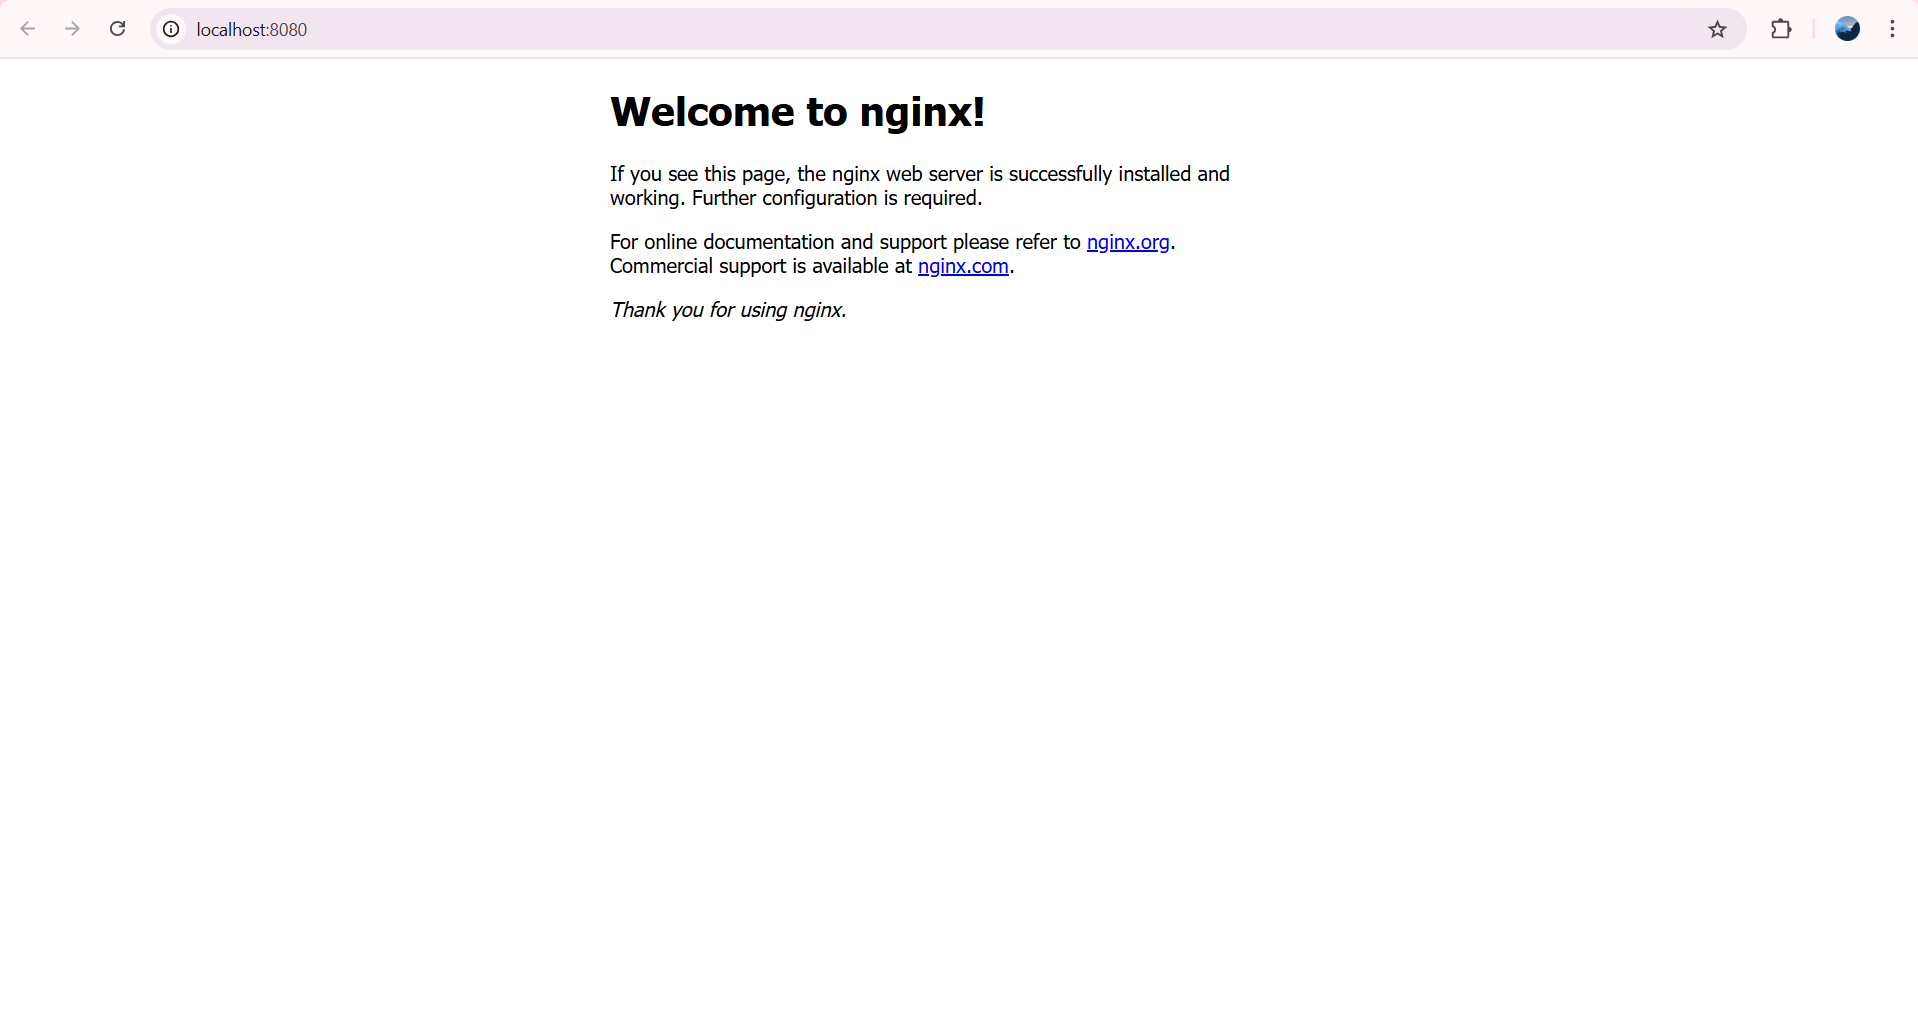 localhost:8080
Welcome to nginx!
If you see this page, the nginx web server is successfully installed and
working. Further configuration is required.
For online documentation and support please refer to nginx.org.
Commercial support is available at nginx.com.
Thank you for using nginx.